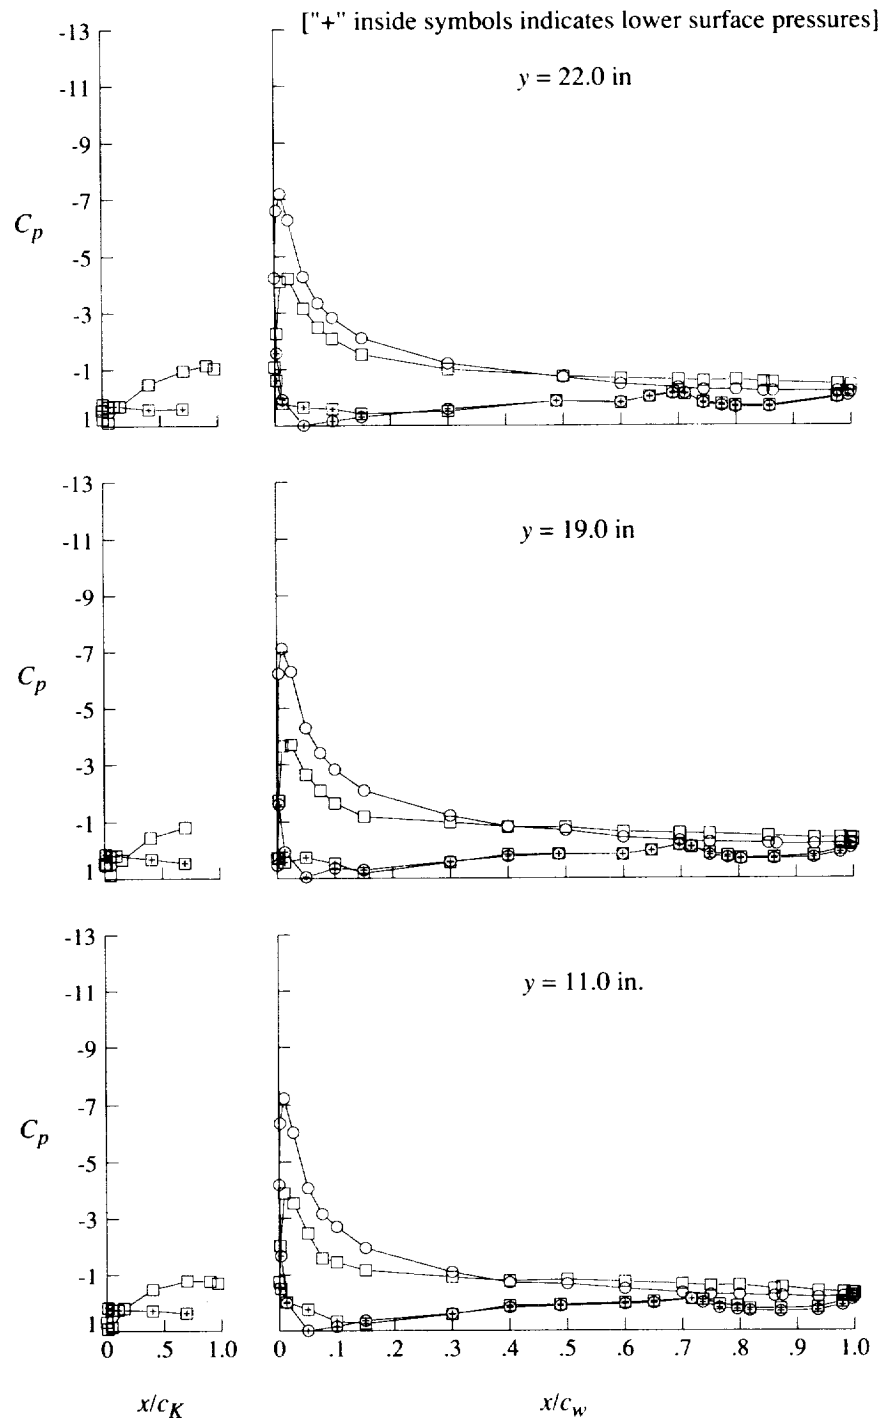 ["+" inside symbols indicates lower surface pressures]
y = 22.0 in
-13
-11
-9
-7
-5
-3
-1
1
C_p
y = 19.0 in
-13
-11
-9
-7
-5
-3
-1
1
C_p
y = 11.0 in.
-13
-11
-9
-7
-5
-3
-1
1
C_p
0 .5 1.0 0 .1 .2 .3 .4 .5 .6 .7 .8 .9 1.0
x/c_K x/c_w